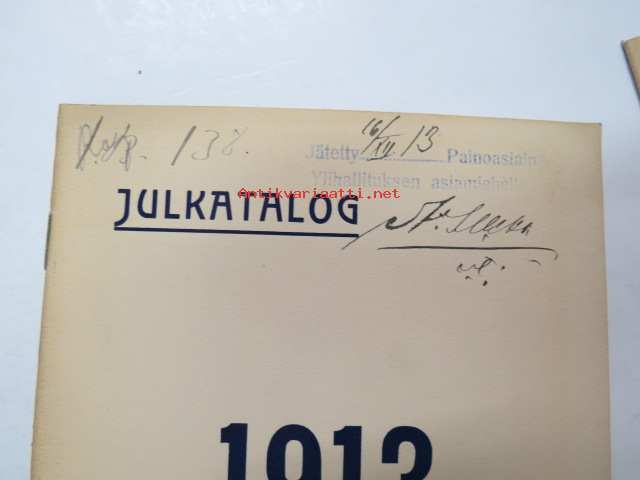 138.
16/XII 13
Jätetty Painoasiain
Ylihallituksen asiamiehelle
Antikvariaatti.net
JULKATALOG
v.t.
1913